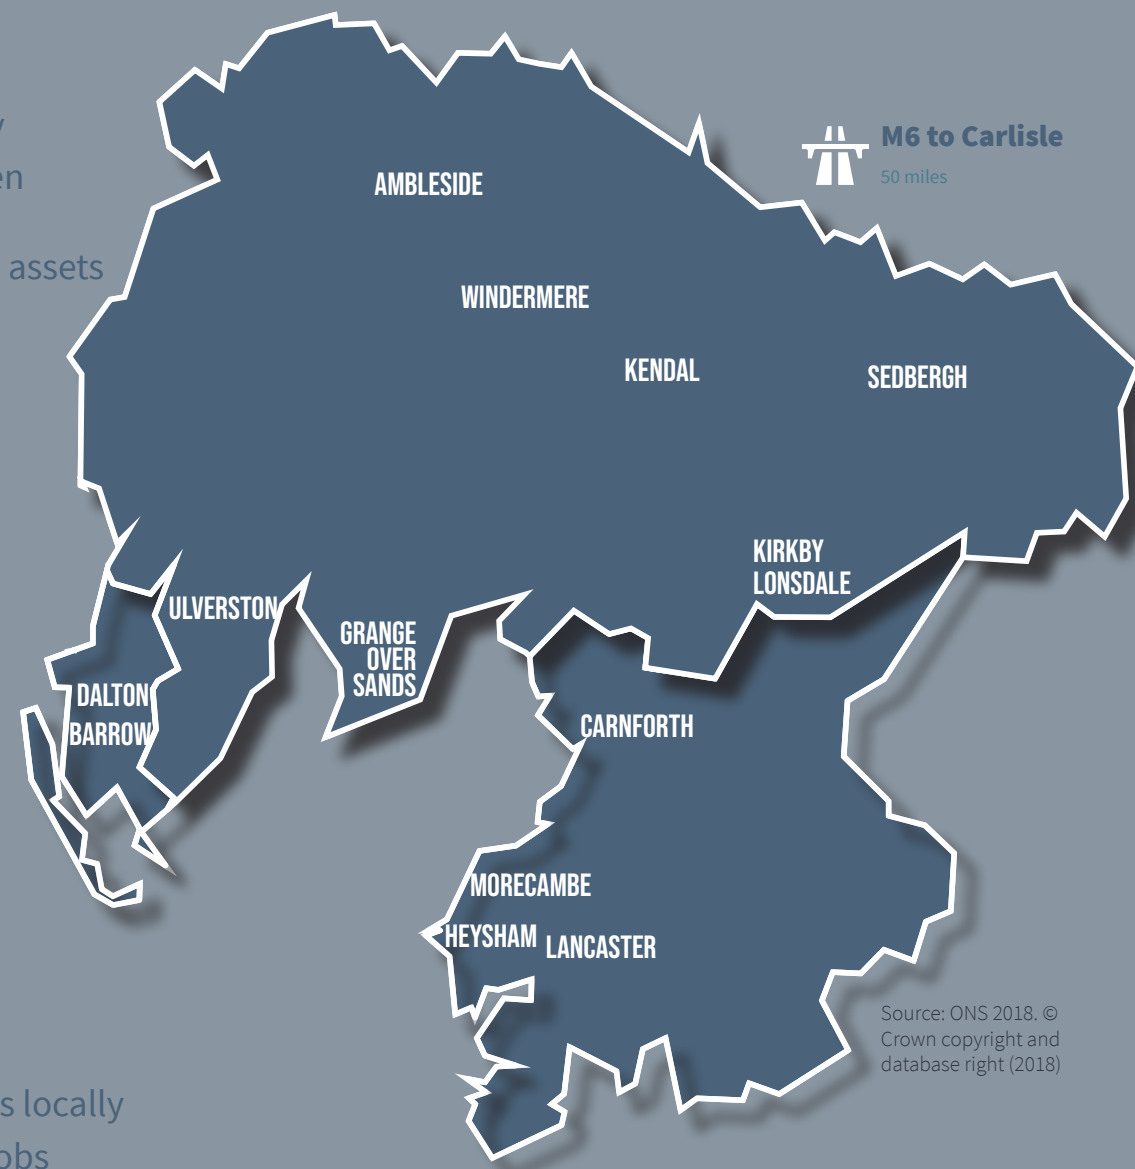 M6 to Carlisle
50 miles
AMBLESIDE
assets
WINDERMERE
KENDAL
SEDBERGH
KIRKBY
LONSDALE
ULVERSTON
GRANGE
OVER
SANDS
DALTON
BARROW
CARNFORTH
MORECAMBE
HEYSHAM
LANCASTER
Source: ONS 2018. ©
Crown copyright and
database right (2018)
locally